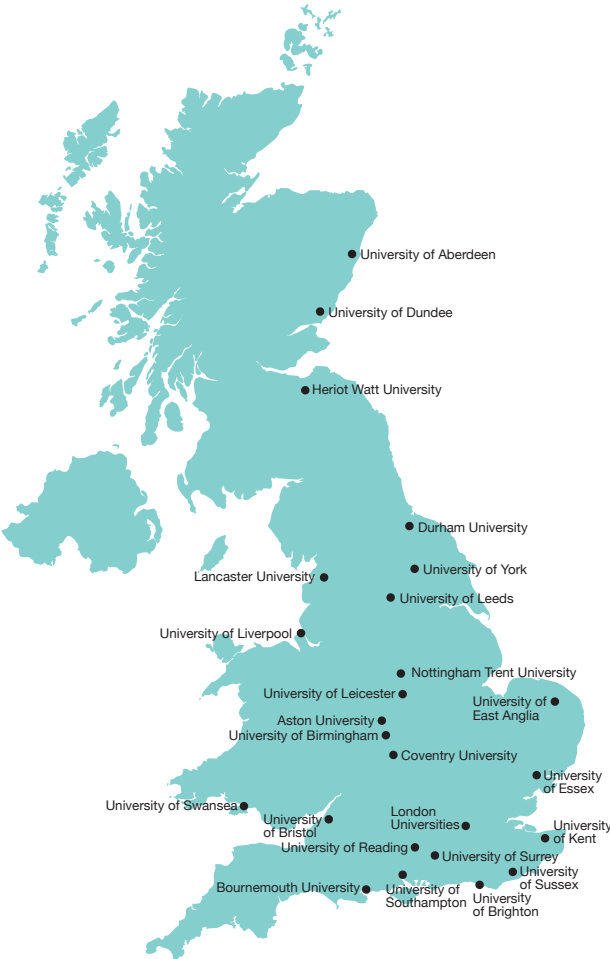 University of Aberdeen
University of Dundee
Heriot Watt University
Durham University
University of York
Lancaster University
University of Leeds
University of Liverpool
Nottingham Trent University
University of Leicester
University of
East Anglia
Aston University
University of Birmingham
Coventry University
University
of Essex
University of Swansea
University
of Bristol
London
Universities
University
of Kent
University of Reading
University of Surrey
University
of Sussex
Bournemouth University
University of
Southampton
University
of Brighton